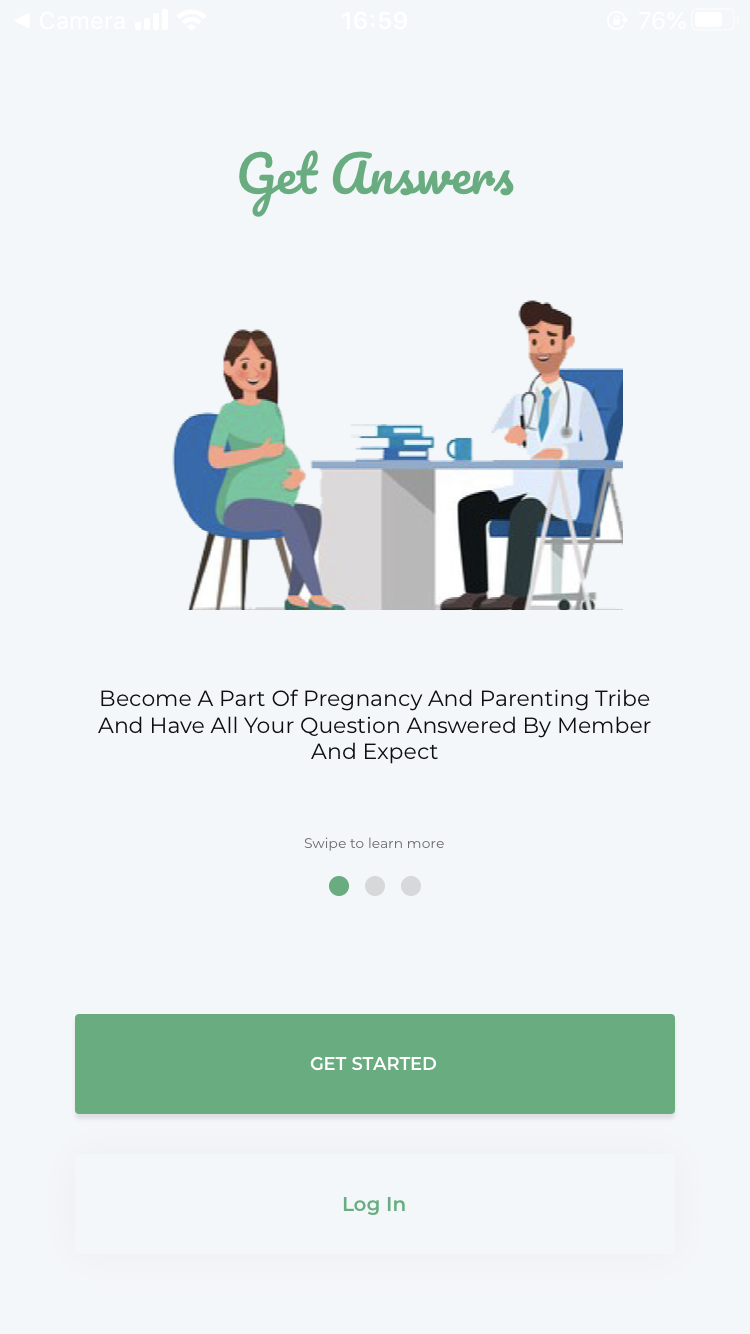 Camera 16:59 76%
Get Answers
Become A Part Of Pregnancy And Parenting Tribe
And Have All Your Question Answered By Member
And Expect
Swipe to learn more
GET STARTED
Log In